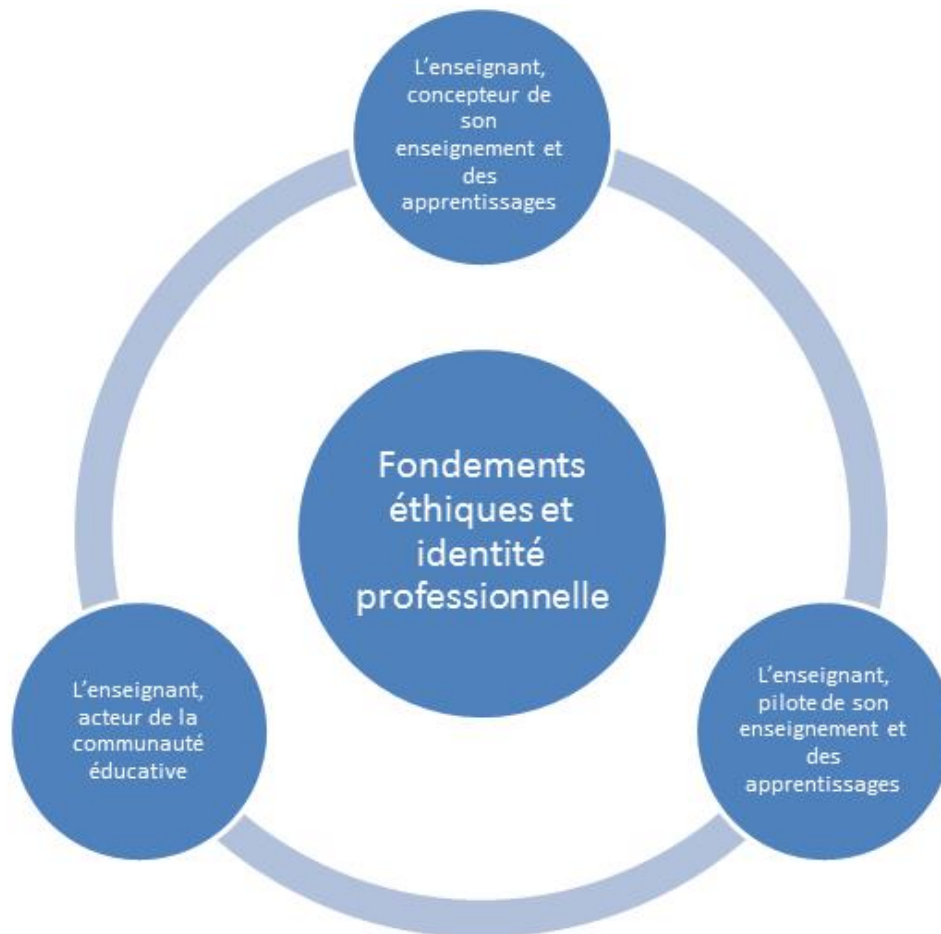 L’enseignant,
concepteur de
son
enseignement et
des
apprentissages
Fondements
éthiques et
identité
professionnelle
L’enseignant,
acteur de la
communauté
éducative
L’enseignant,
pilote de son
enseignement et
des
apprentissages